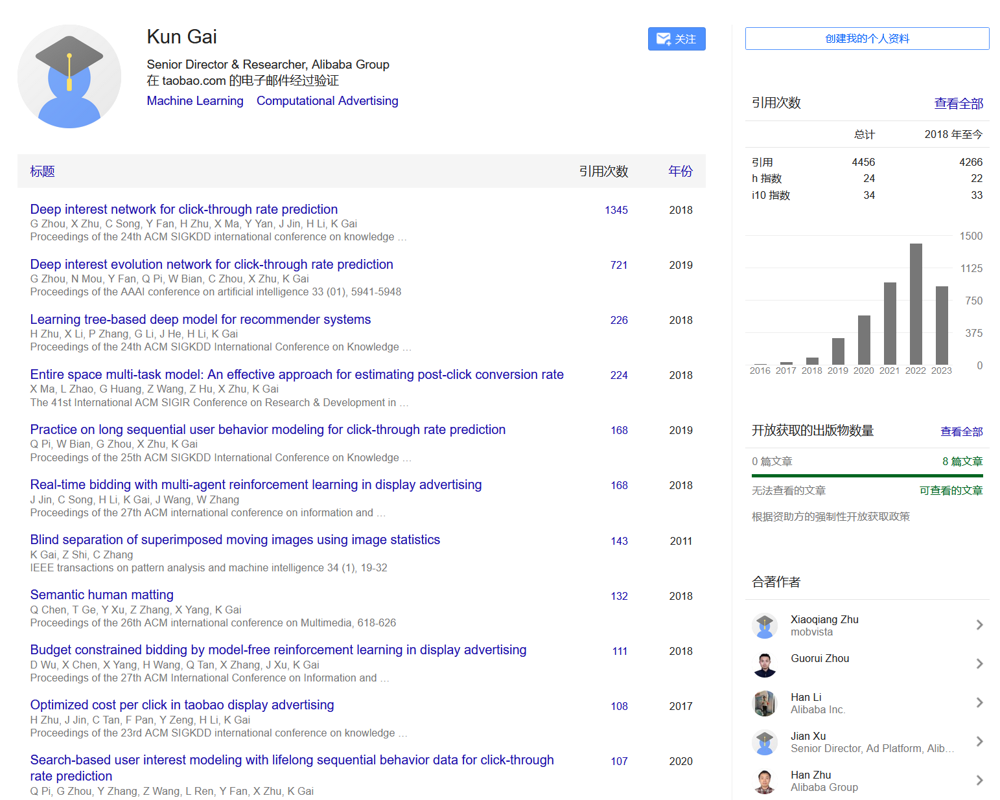 Kun Gai
关注
Senior Director & Researcher, Alibaba Group
在 taobao.com 的电子邮件经过验证
Machine Learning Computational Advertising
标题 引用次数 年份
Deep interest network for click-through rate prediction 1345 2018
G Zhou, X Zhu, C Song, Y Fan, H Zhu, X Ma, Y Yan, J Jin, H Li, K Gai
Proceedings of the 24th ACM SIGKDD international conference on knowledge …
Deep interest evolution network for click-through rate prediction 721 2019
G Zhou, N Mou, Y Fan, Q Pi, W Bian, C Zhou, X Zhu, K Gai
Proceedings of the AAAI conference on artificial intelligence 33 (01), 5941-5948
Learning tree-based deep model for recommender systems 226 2018
H Zhu, X Li, P Zhang, G Li, J He, H Li, K Gai
Proceedings of the 24th ACM SIGKDD International Conference on Knowledge …
Entire space multi-task model: An effective approach for estimating post-click conversion rate 224 2018
X Ma, L Zhao, G Huang, Z Wang, Z Hu, X Zhu, K Gai
The 41st International ACM SIGIR Conference on Research & Development in …
Practice on long sequential user behavior modeling for click-through rate prediction 168 2019
Q Pi, W Bian, G Zhou, X Zhu, K Gai
Proceedings of the 25th ACM SIGKDD International Conference on Knowledge …
Real-time bidding with multi-agent reinforcement learning in display advertising 168 2018
J Jin, C Song, H Li, K Gai, J Wang, W Zhang
Proceedings of the 27th ACM international conference on information and …
Blind separation of superimposed moving images using image statistics 143 2011
K Gai, Z Shi, C Zhang
IEEE transactions on pattern analysis and machine intelligence 34 (1), 19-32
Semantic human matting 132 2018
Q Chen, T Ge, Y Xu, Z Zhang, X Yang, K Gai
Proceedings of the 26th ACM international conference on Multimedia, 618-626
Budget constrained bidding by model-free reinforcement learning in display advertising 111 2018
D Wu, X Chen, X Yang, H Wang, Q Tan, X Zhang, J Xu, K Gai
Proceedings of the 27th ACM International Conference on Information and …
Optimized cost per click in taobao display advertising 108 2017
H Zhu, J Jin, C Tan, F Pan, Y Zeng, H Li, K Gai
Proceedings of the 23rd ACM SIGKDD international conference on knowledge …
Search-based user interest modeling with lifelong sequential behavior data for click-through 107 2020
rate prediction
Q Pi, G Zhou, Y Zhang, Z Wang, L Ren, Y Fan, X Zhu, K Gai
创建我的个人资料
引用次数 查看全部
总计 2018 年至今
引用 4456 4266
h 指数 24 22
i10 指数 34 33
1500
1125
750
375
0
2016 2017 2018 2019 2020 2021 2022 2023
开放获取的出版物数量 查看全部
0 篇文章 8 篇文章
无法查看的文章 可查看的文章
根据资助方的强制性开放获取政策
合著作者
Xiaoqiang Zhu
mobvista
Guorui Zhou
Han Li
Alibaba Inc.
Jian Xu
Senior Director, Ad Platform, Alib…
Han Zhu
Alibaba Group